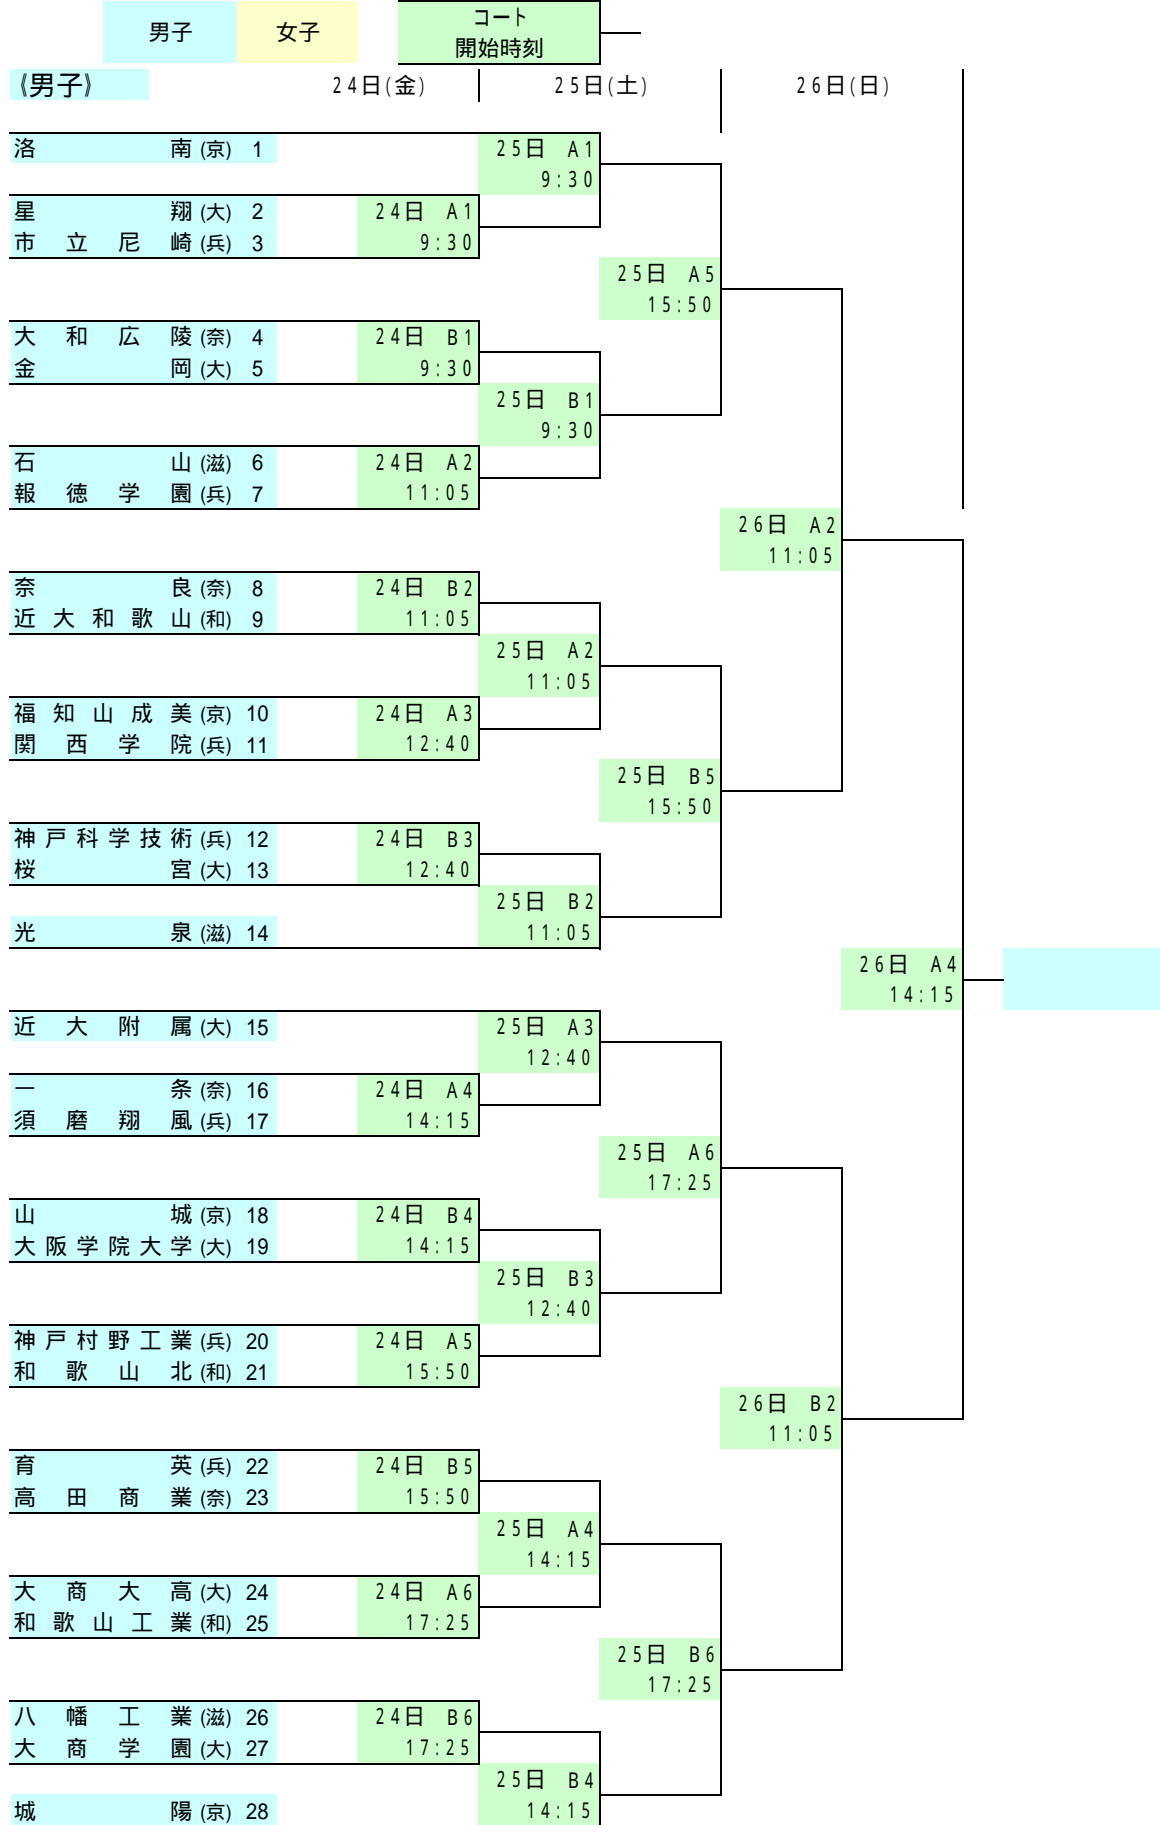 男子 女子 コート
開始時刻
《男子》 24日(金) 25日(土) 26日(日)
洛南(京) 1 25日 A1
9:30
星翔(大) 2 24日 A1
市立尼崎(兵) 3 9:30
25日 A5
15:50
大和広陵(奈) 4 24日 B1
金岡(大) 5 9:30
25日 B1
9:30
石山(滋) 6 24日 A2
報徳学園(兵) 7 11:05
26日 A2
11:05
奈良(奈) 8 24日 B2
近大和歌山(和) 9 11:05
25日 A2
11:05
福知山成美(京) 10 24日 A3
関西学院(兵) 11 12:40
25日 B5
15:50
神戸科学技術(兵) 12 24日 B3
桜宮(大) 13 12:40
25日 B2
光泉(滋) 14 11:05
26日 A4
14:15
近大附属(大) 15 25日 A3
12:40
一条(奈) 16 24日 A4
須磨翔風(兵) 17 14:15
25日 A6
17:25
山城(京) 18 24日 B4
大阪学院大学(大) 19 14:15
25日 B3
12:40
神戸村野工業(兵) 20 24日 A5
和歌山北(和) 21 15:50
26日 B2
11:05
育英(兵) 22 24日 B5
高田商業(奈) 23 15:50
25日 A4
14:15
大商大高(大) 24 24日 A6
和歌山工業(和) 25 17:25
25日 B6
17:25
八幡工業(滋) 26 24日 B6
大商学園(大) 27 17:25
25日 B4
城陽(京) 28 14:15